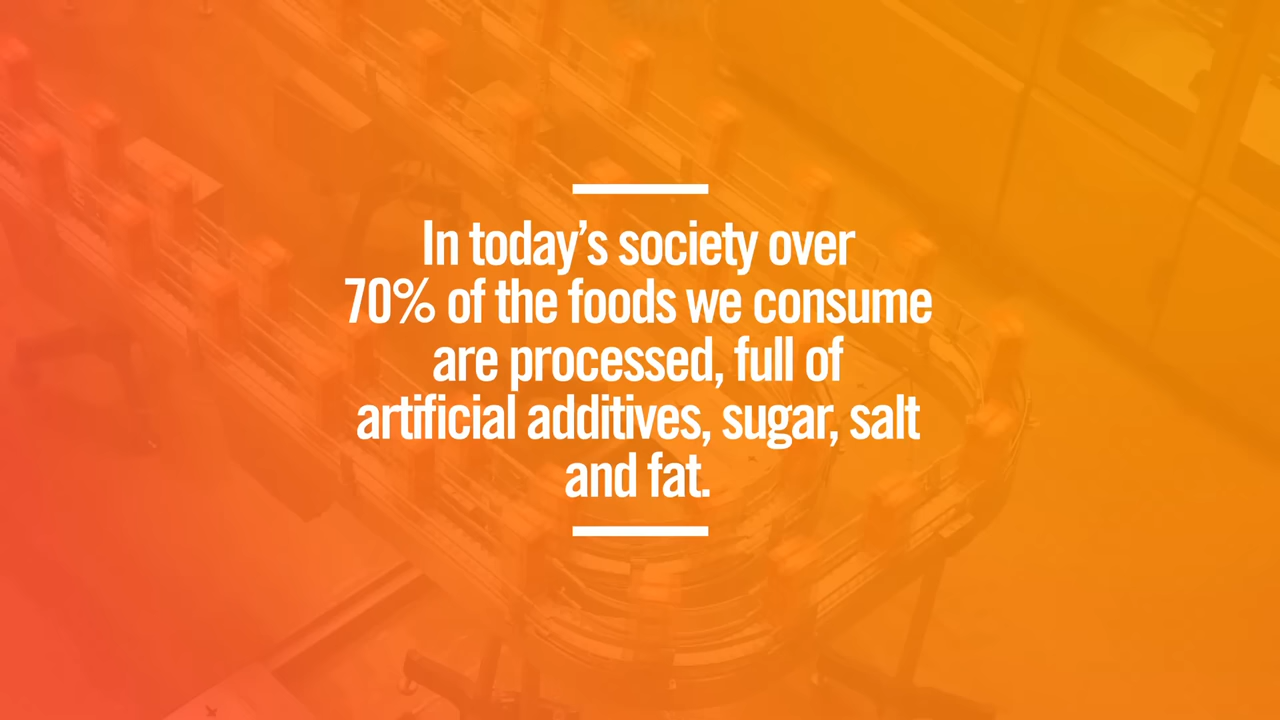 In today’s society over
70% of the foods we consume
are processed, full of
artificial additives, sugar, salt
and fat.